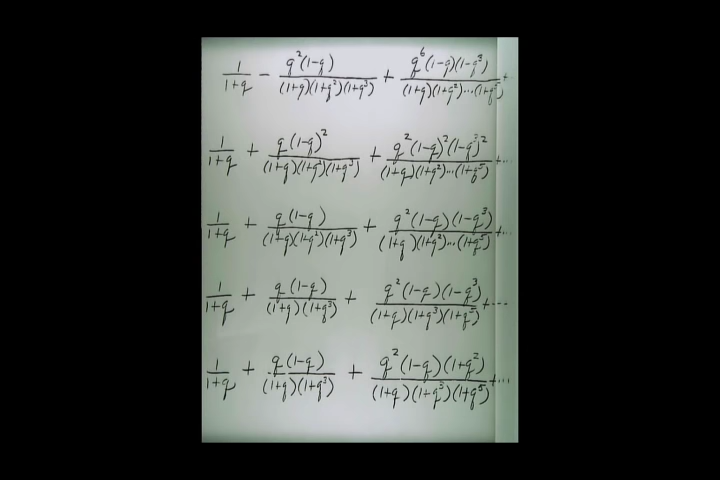 1/(1+q) - q^2(1-q)/((1+q)(1+q^2)(1+q^3)) + q^6(1-q)(1-q^3)/((1+q)(1+q^2)...(1+q^5)) +
1/(1+q) + q(1-q)^2/((1+q)(1+q^2)(1+q^3)) + q^2(1-q)^2(1-q^3)^2/((1+q)(1+q^2)...(1+q^5)) + ...
1/(1+q) + q(1-q)/((1+q)(1+q^2)(1+q^3)) + q^2(1-q)(1-q^3)/((1+q)(1+q^2)...(1+q^5)) + ...
1/(1+q) + q(1-q)/((1+q)(1+q^3)) + q^2(1-q)(1-q^3)/((1+q)(1+q^3)(1+q^5)) + ...
1/(1+q) + q(1-q)/((1+q)(1+q^3)) + q^2(1-q)(1+q^2)/((1+q)(1+q^3)(1+q^5)) + ...